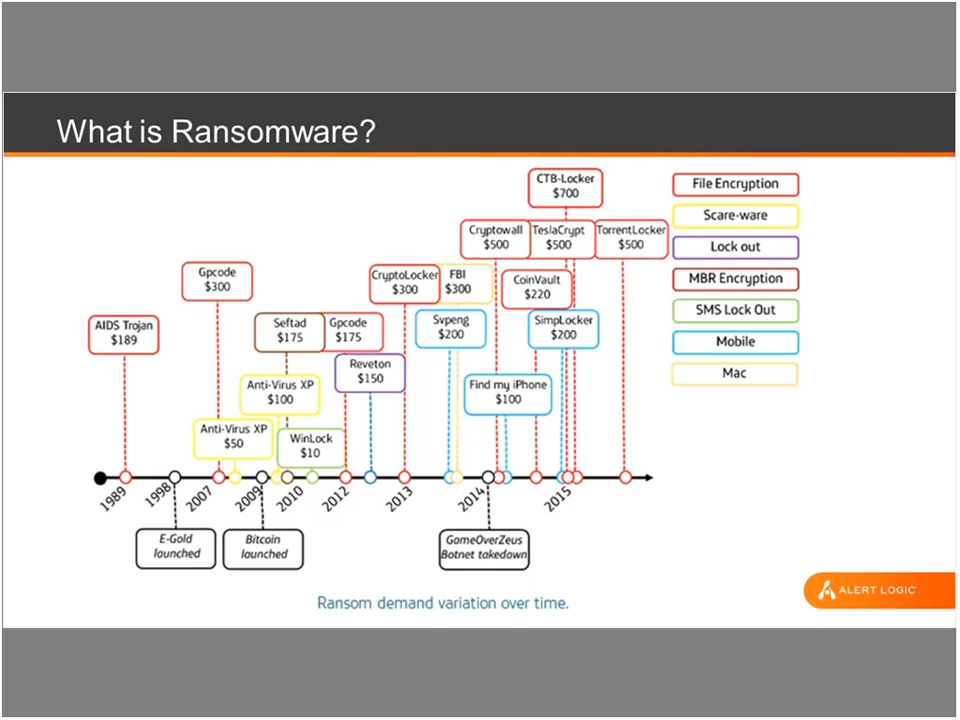 What is Ransomware?
CTB-Locker
$700
File Encryption
Scare-ware
Lock out
MBR Encryption
SMS Lock Out
Mobile
Mac
Cryptowall
$500
TeslaCrypt
$500
TorrentLocker
$500
Gpcode
$300
CryptoLocker
$300
FBI
$300
CoinVault
$220
AIDS Trojan
$189
Seftad
$175
Gpcode
$175
Svpeng
$200
SimpLocker
$200
Reveton
$150
Anti-Virus XP
$100
Find my iPhone
$100
Anti-Virus XP
$50
WinLock
$10
1989
1998
2007
2009
2010
2012
2013
2014
2015
E-Gold
launched
Bitcoin
launched
GameOverZeus
Botnet takedown
Ransom demand variation over time.
ALERT LOGIC